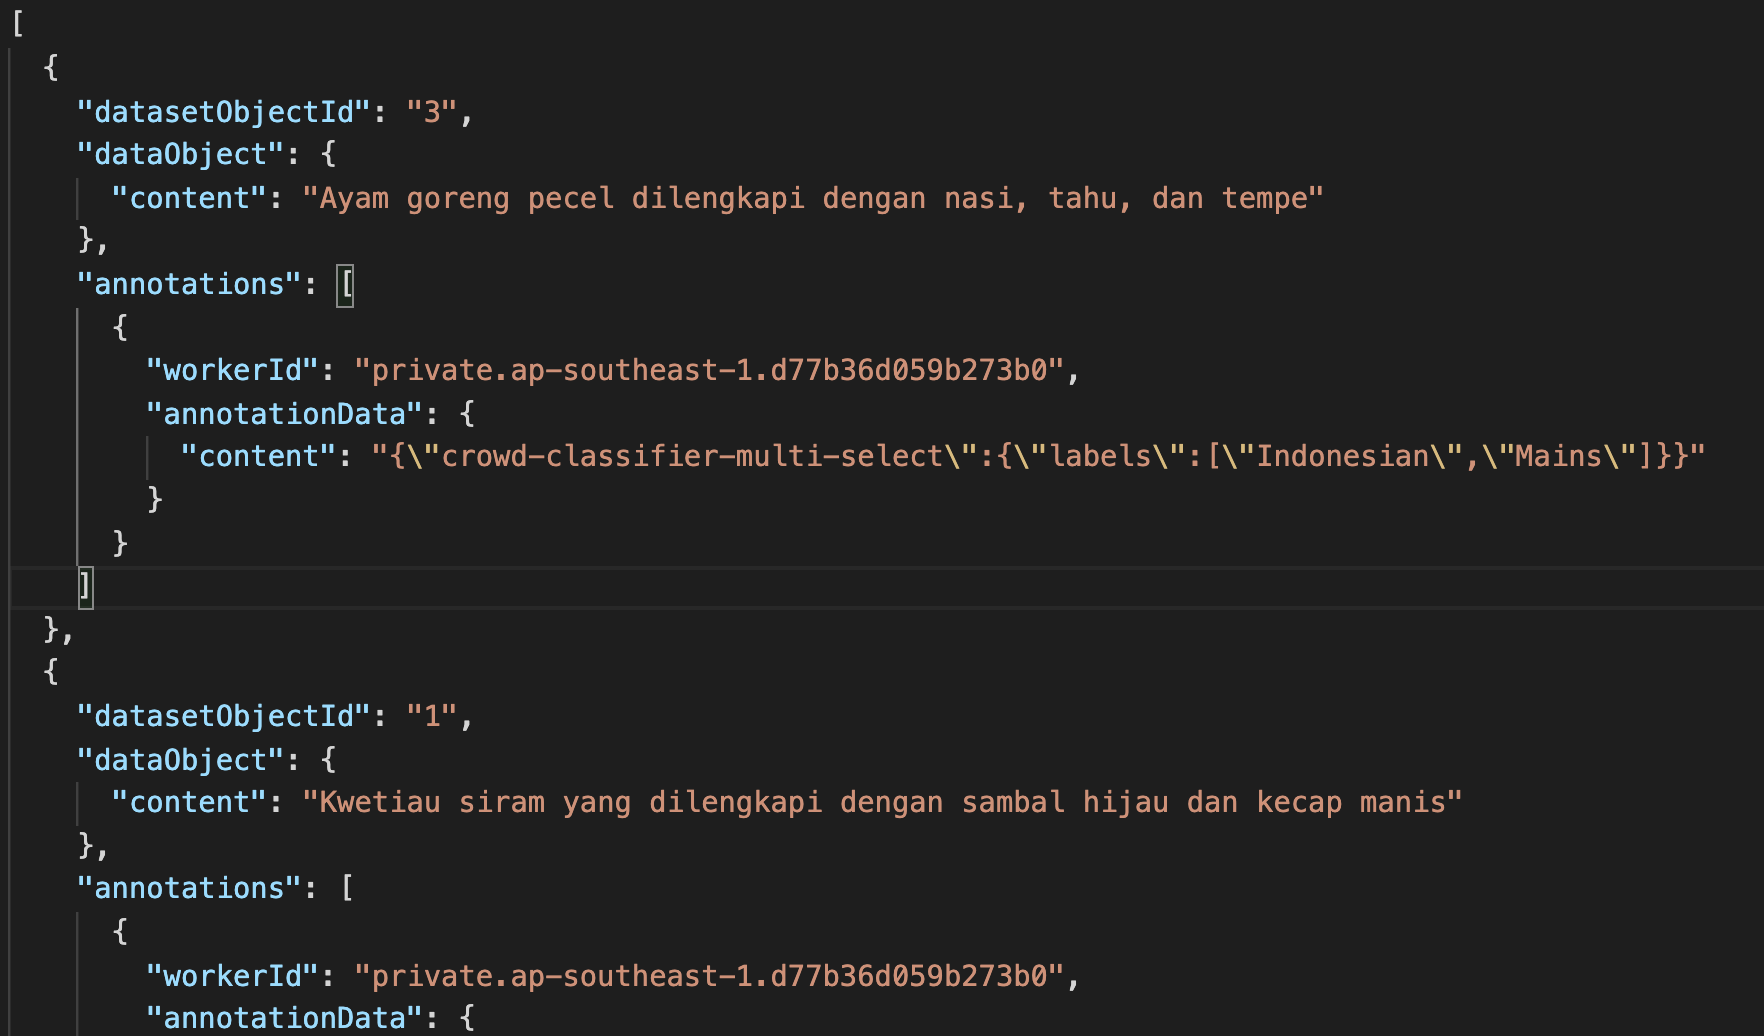 [
  {
    "datasetObjectId": "3",
    "dataObject": {
      "content": "Ayam goreng pecel dilengkapi dengan nasi, tahu, dan tempe"
    },
    "annotations": [
      {
        "workerId": "private.ap-southeast-1.d77b36d059b273b0",
        "annotationData": {
          "content": "{\"crowd-classifier-multi-select\":{\"labels\":[\"Indonesian\",\"Mains\"]}}"
        }
      }
    ]
  },
  {
    "datasetObjectId": "1",
    "dataObject": {
      "content": "Kwetiau siram yang dilengkapi dengan sambal hijau dan kecap manis"
    },
    "annotations": [
      {
        "workerId": "private.ap-southeast-1.d77b36d059b273b0",
        "annotationData": {